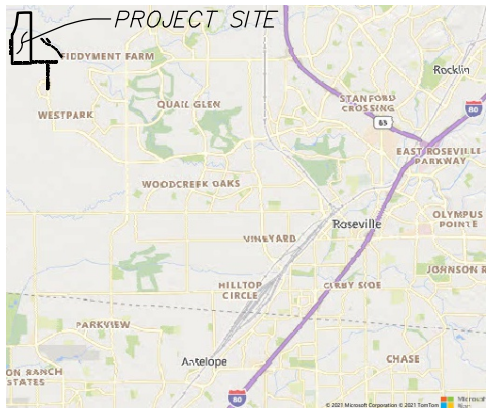 PROJECT SITE
FIDDYMENT FARM
Rocklin
QUAIL GLEN
STANFORD
CROSSING
80
WESTPARK
65
EAST ROSEVILLE
PARKWAY
WOODCREEK OAKS
OLYMPUS
POINTE
Roseville
VINEYARD
JOHNSON R
HILLTOP
CIRCLE
CIRBY SIDE
PARKVIEW
Antelope
CHASE
ON RANCH
STATES
80
© 2021 Microsoft Corporation © 2021 TomTom
Microsoft